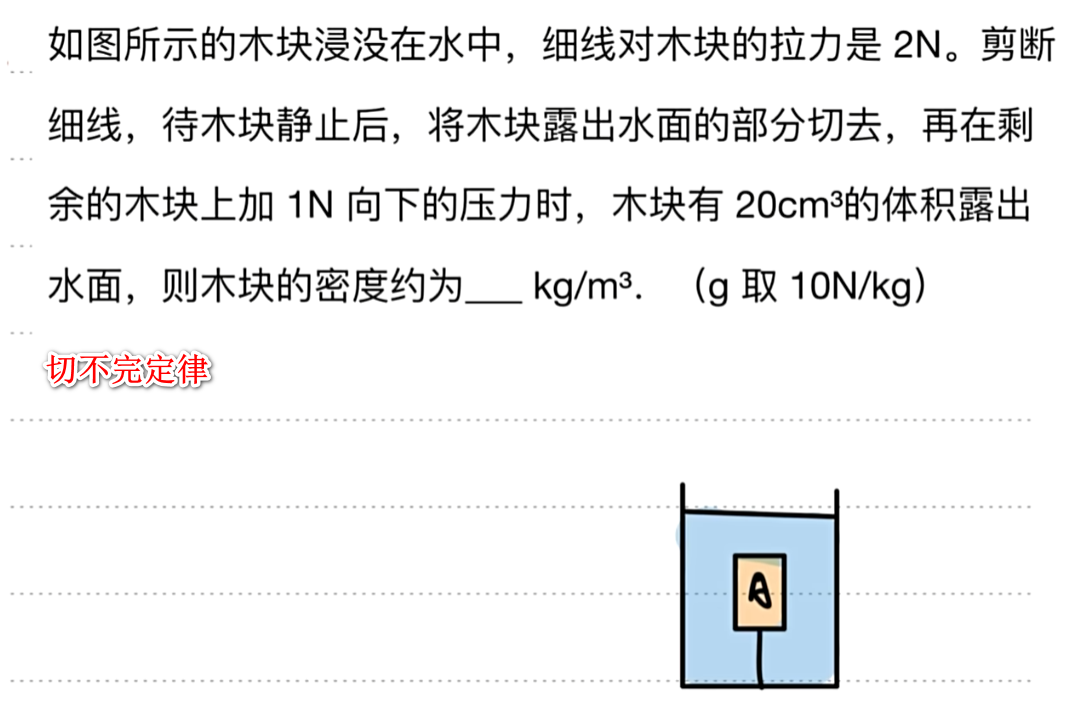 如图所示的木块浸没在水中，细线对木块的拉力是 2N。剪断
细线，待木块静止后，将木块露出水面的部分切去，再在剩
余的木块上加 1N 向下的压力时，木块有 20cm³的体积露出
水面，则木块的密度约为___ kg/m³. （g 取 10N/kg）
切不完定律
A